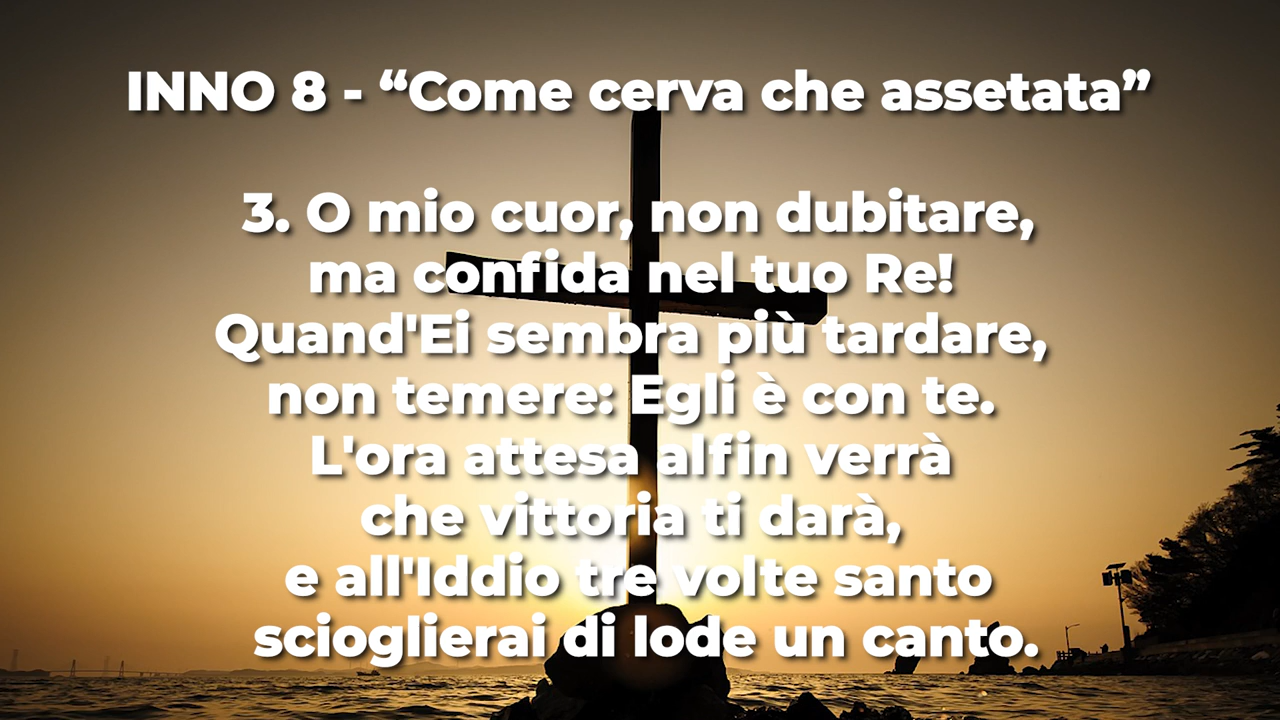 INNO 8 - “Come cerva che assetata”
3. O mio cuor, non dubitare,
ma confida nel tuo Re!
Quand'Ei sembra più tardare,
non temere: Egli è con te.
L'ora attesa alfin verrà
che vittoria ti darà,
e all'Iddio tre volte santo
scioglierai di lode un canto.